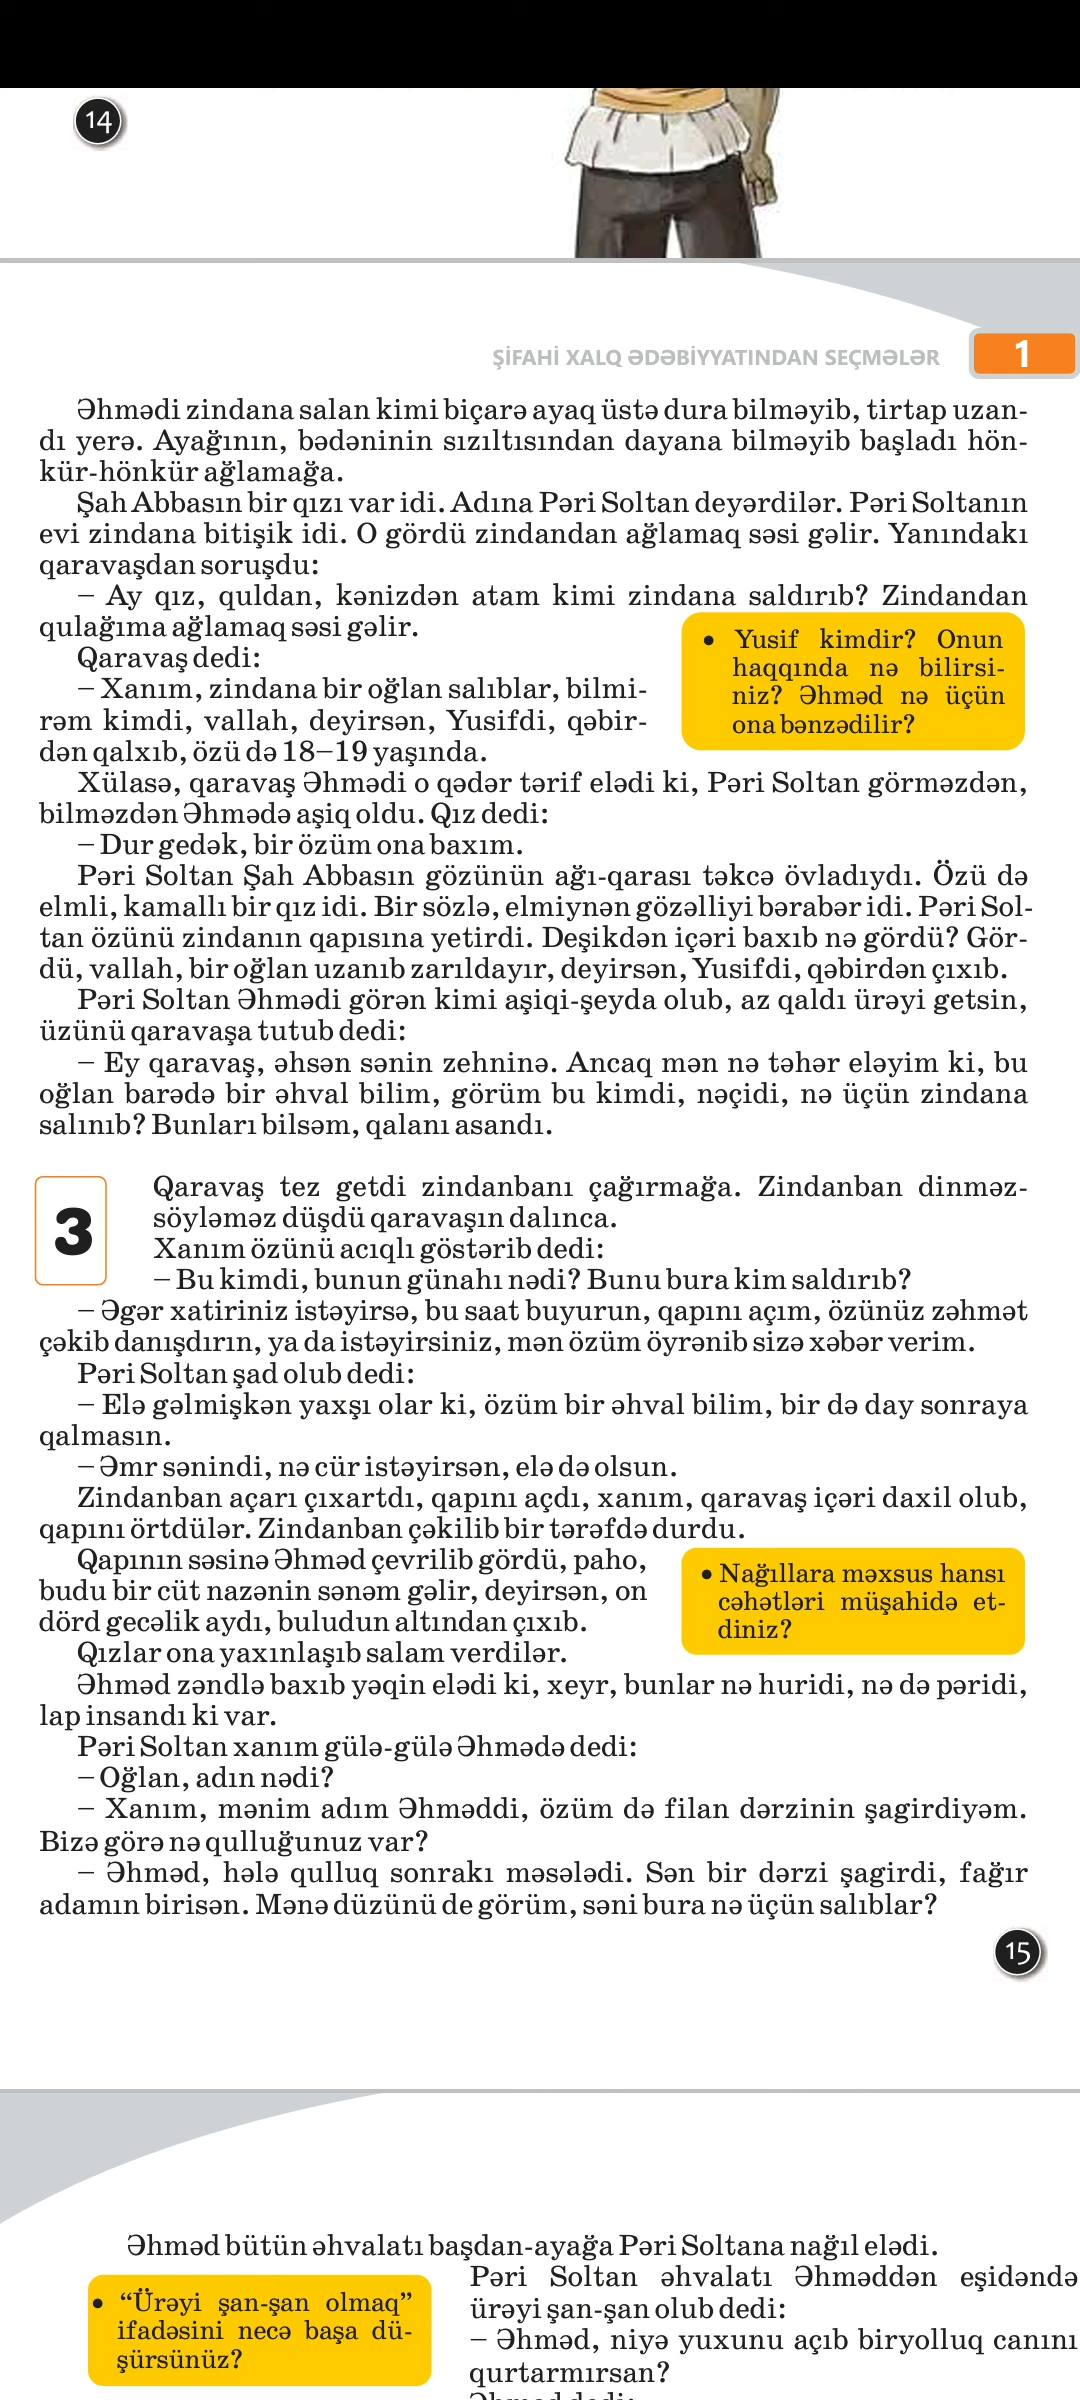 14
ŞİFAHİ XALQ ƏDƏBİYYATINDAN SEÇMƏLƏR
1
Əhmədi zindana salan kimi biçarə ayaq üstə dura bilməyib, tirtap uzan-
dı yerə. Ayağının, bədəninin sızıltısından dayana bilməyib başladı hön-
kür-hönkür ağlamağa.
Şah Abbasın bir qızı var idi. Adına Pəri Soltan deyərdilər. Pəri Soltanın
evi zindana bitişik idi. O gördü zindandan ağlamaq səsi gəlir. Yanındakı
qaravaşdan soruşdu:
– Ay qız, quldan, kənizdən atam kimi zindana saldırıb? Zindandan
qulağıma ağlamaq səsi gəlir.
Qaravaş dedi:
– Xanım, zindana bir oğlan salıblar, bilmi-
rəm kimdi, vallah, deyirsən, Yusifdi, qəbir-
dən qalxıb, özü də 18–19 yaşında.
• Yusif kimdir? Onun
haqqında nə bilirsi-
niz? Əhməd nə üçün
ona bənzədilir?
Xülasə, qaravaş Əhmədi o qədər tərif elədi ki, Pəri Soltan görməzdən,
bilməzdən Əhmədə aşiq oldu. Qız dedi:
– Dur gedək, bir özüm ona baxım.
Pəri Soltan Şah Abbasın gözünün ağı-qarası təkcə övladıydı. Özü də
elmli, kamallı bir qız idi. Bir sözlə, elmiynən gözəlliyi bərabər idi. Pəri Sol-
tan özünü zindanın qapısına yetirdi. Deşikdən içəri baxıb nə gördü? Gör-
dü, vallah, bir oğlan uzanıb zarıldayır, deyirsən, Yusifdi, qəbirdən çıxıb.
Pəri Soltan Əhmədi görən kimi aşiqi-şeyda olub, az qaldı ürəyi getsin,
üzünü qaravaşa tutub dedi:
– Ey qaravaş, əhsən sənin zehninə. Ancaq mən nə təhər eləyim ki, bu
oğlan barədə bir əhval bilim, görüm bu kimdi, nəçidi, nə üçün zindana
salınıb? Bunları bilsəm, qalanı asandı.
3
Qaravaş tez getdi zindanbanı çağırmağa. Zindanban dinməz-
söyləməz düşdü qaravaşın dalınca.
Xanım özünü acıqlı göstərib dedi:
– Bu kimdi, bunun günahı nədi? Bunu bura kim saldırıb?
– Əgər xatiriniz istəyirsə, bu saat buyurun, qapını açım, özünüz zəhmət
çəkib danışdırın, ya da istəyirsiniz, mən özüm öyrənib sizə xəbər verim.
Pəri Soltan şad olub dedi:
– Elə gəlmişkən yaxşı olar ki, özüm bir əhval bilim, bir də day sonraya
qalmasın.
– Əmr sənindi, nə cür istəyirsən, elə də olsun.
Zindanban açarı çıxartdı, qapını açdı, xanım, qaravaş içəri daxil olub,
qapını örtdülər. Zindanban çəkilib bir tərəfdə durdu.
Qapının səsinə Əhməd çevrilib gördü, paho,
budu bir cüt nazənin sənəm gəlir, deyirsən, on
dörd gecəlik aydı, buludun altından çıxıb.
• Nağıllara məxsus hansı
cəhətləri müşahidə et-
diniz?
Qızlar ona yaxınlaşıb salam verdilər.
Əhməd zəndlə baxıb yəqin elədi ki, xeyr, bunlar nə huridi, nə də pəridi,
lap insandı ki var.
Pəri Soltan xanım gülə-gülə Əhmədə dedi:
– Oğlan, adın nədi?
– Xanım, mənim adım Əhməddi, özüm də filan dərzinin şagirdiyəm.
Bizə görə nə qulluğunuz var?
– Əhməd, hələ qulluq sonrakı məsələdi. Sən bir dərzi şagirdi, fağır
adamın birisən. Mənə düzünü de görüm, səni bura nə üçün salıblar?
15
Əhməd bütün əhvalatı başdan-ayağa Pəri Soltana nağıl elədi.
• “Ürəyi şan-şan olmaq”
ifadəsini necə başa dü-
şürsünüz?
Pəri Soltan əhvalatı Əhməddən eşidəndə
ürəyi şan-şan olub dedi:
– Əhməd, niyə yuxunu açıb biryolluq canını
qurtarmırsan?